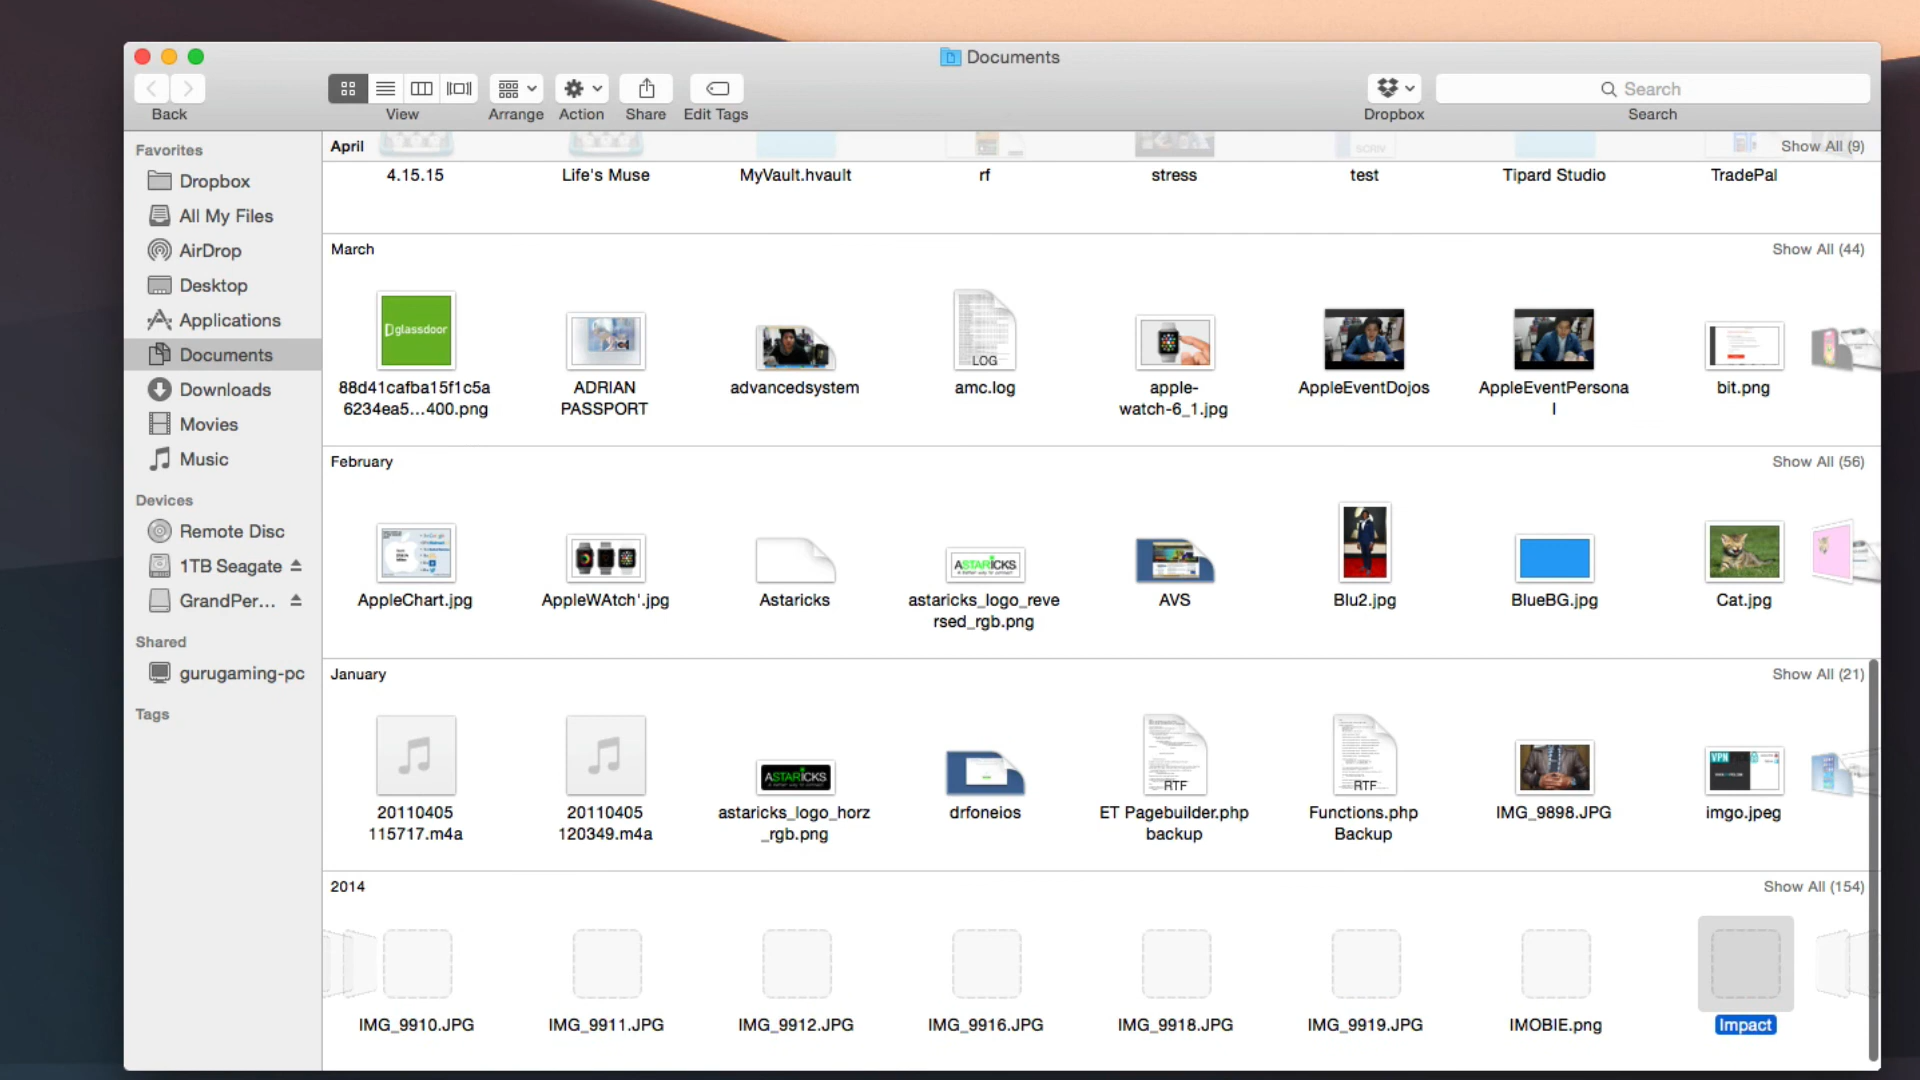 Documents
Back
View
Arrange
Action
Share
Edit Tags
Dropbox
Search
Search
Favorites
Dropbox
All My Files
AirDrop
Desktop
Applications
Documents
Downloads
Movies
Music
Devices
Remote Disc
1TB Seagate
GrandPer...
Shared
gurugaming-pc
Tags
April
Show All (9)
SCRIV
4.15.15
Life's Muse
MyVault.hvault
rf
stress
test
Tipard Studio
TradePal
March
Show All (44)
glassdoor
LOG
88d41cafba15f1c5a
6234ea5...400.png
ADRIAN
PASSPORT
advancedsystem
amc.log
apple-
watch-6_1.jpg
AppleEventDojos
AppleEventPersona
l
bit.png
February
Show All (56)
ASTARICKS
AppleChart.jpg
AppleWAtch'.jpg
Astaricks
astaricks_logo_reve
rsed_rgb.png
AVS
Blu2.jpg
BlueBG.jpg
Cat.jpg
January
Show All (21)
ASTARICKS
RTF
RTF
VPN
20110405
115717.m4a
20110405
120349.m4a
astaricks_logo_horz
_rgb.png
drfoneios
ET Pagebuilder.php
backup
Functions.php
Backup
IMG_9898.JPG
imgo.jpeg
2014
Show All (154)
IMG_9910.JPG
IMG_9911.JPG
IMG_9912.JPG
IMG_9916.JPG
IMG_9918.JPG
IMG_9919.JPG
IMOBIE.png
Impact